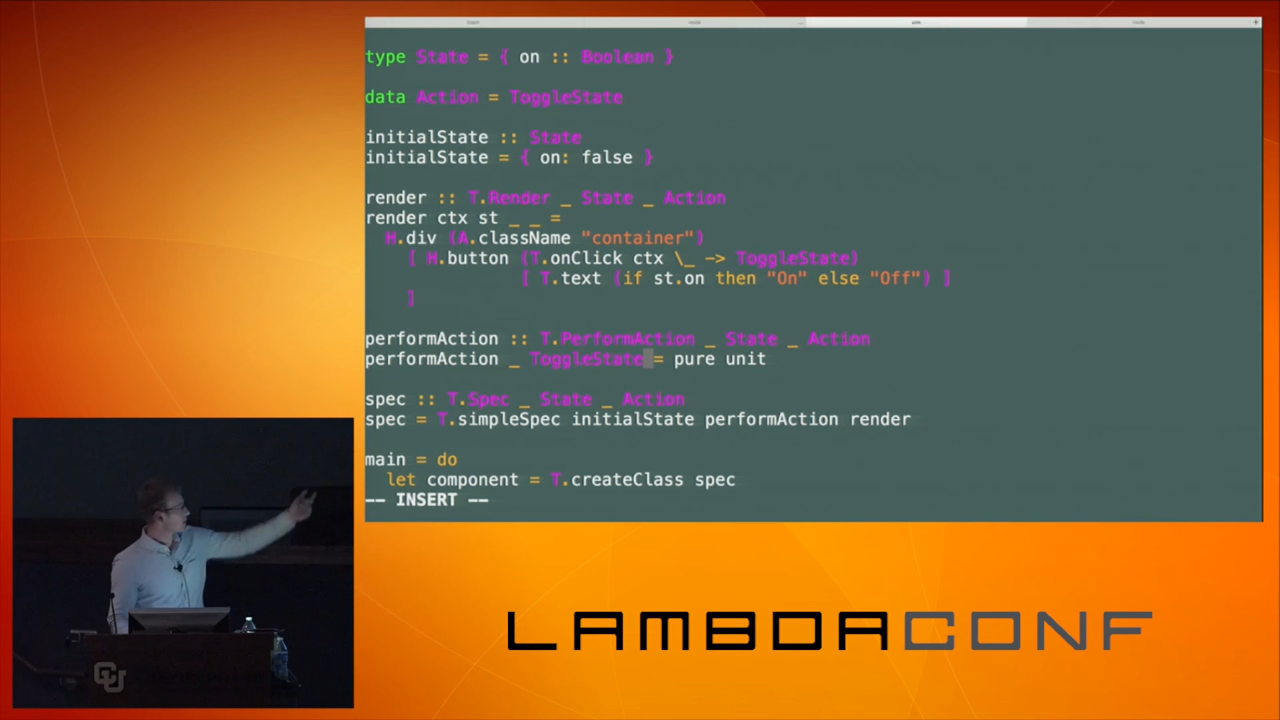 type State = { on :: Boolean }
data Action = ToggleState
initialState :: State
initialState = { on: false }
render :: T.Render _ State _ Action
render ctx st _ _ =
  H.div (A.className "container")
    [ H.button (T.onClick ctx \_ -> ToggleState)
               [ T.text (if st.on then "On" else "Off") ]
    ]
performAction :: T.PerformAction _ State _ Action
performAction _ ToggleState = pure unit
spec :: T.Spec _ State _ Action
spec = T.simpleSpec initialState performAction render
main = do
  let component = T.createClass spec
-- INSERT --
LAMBDACONF
CU